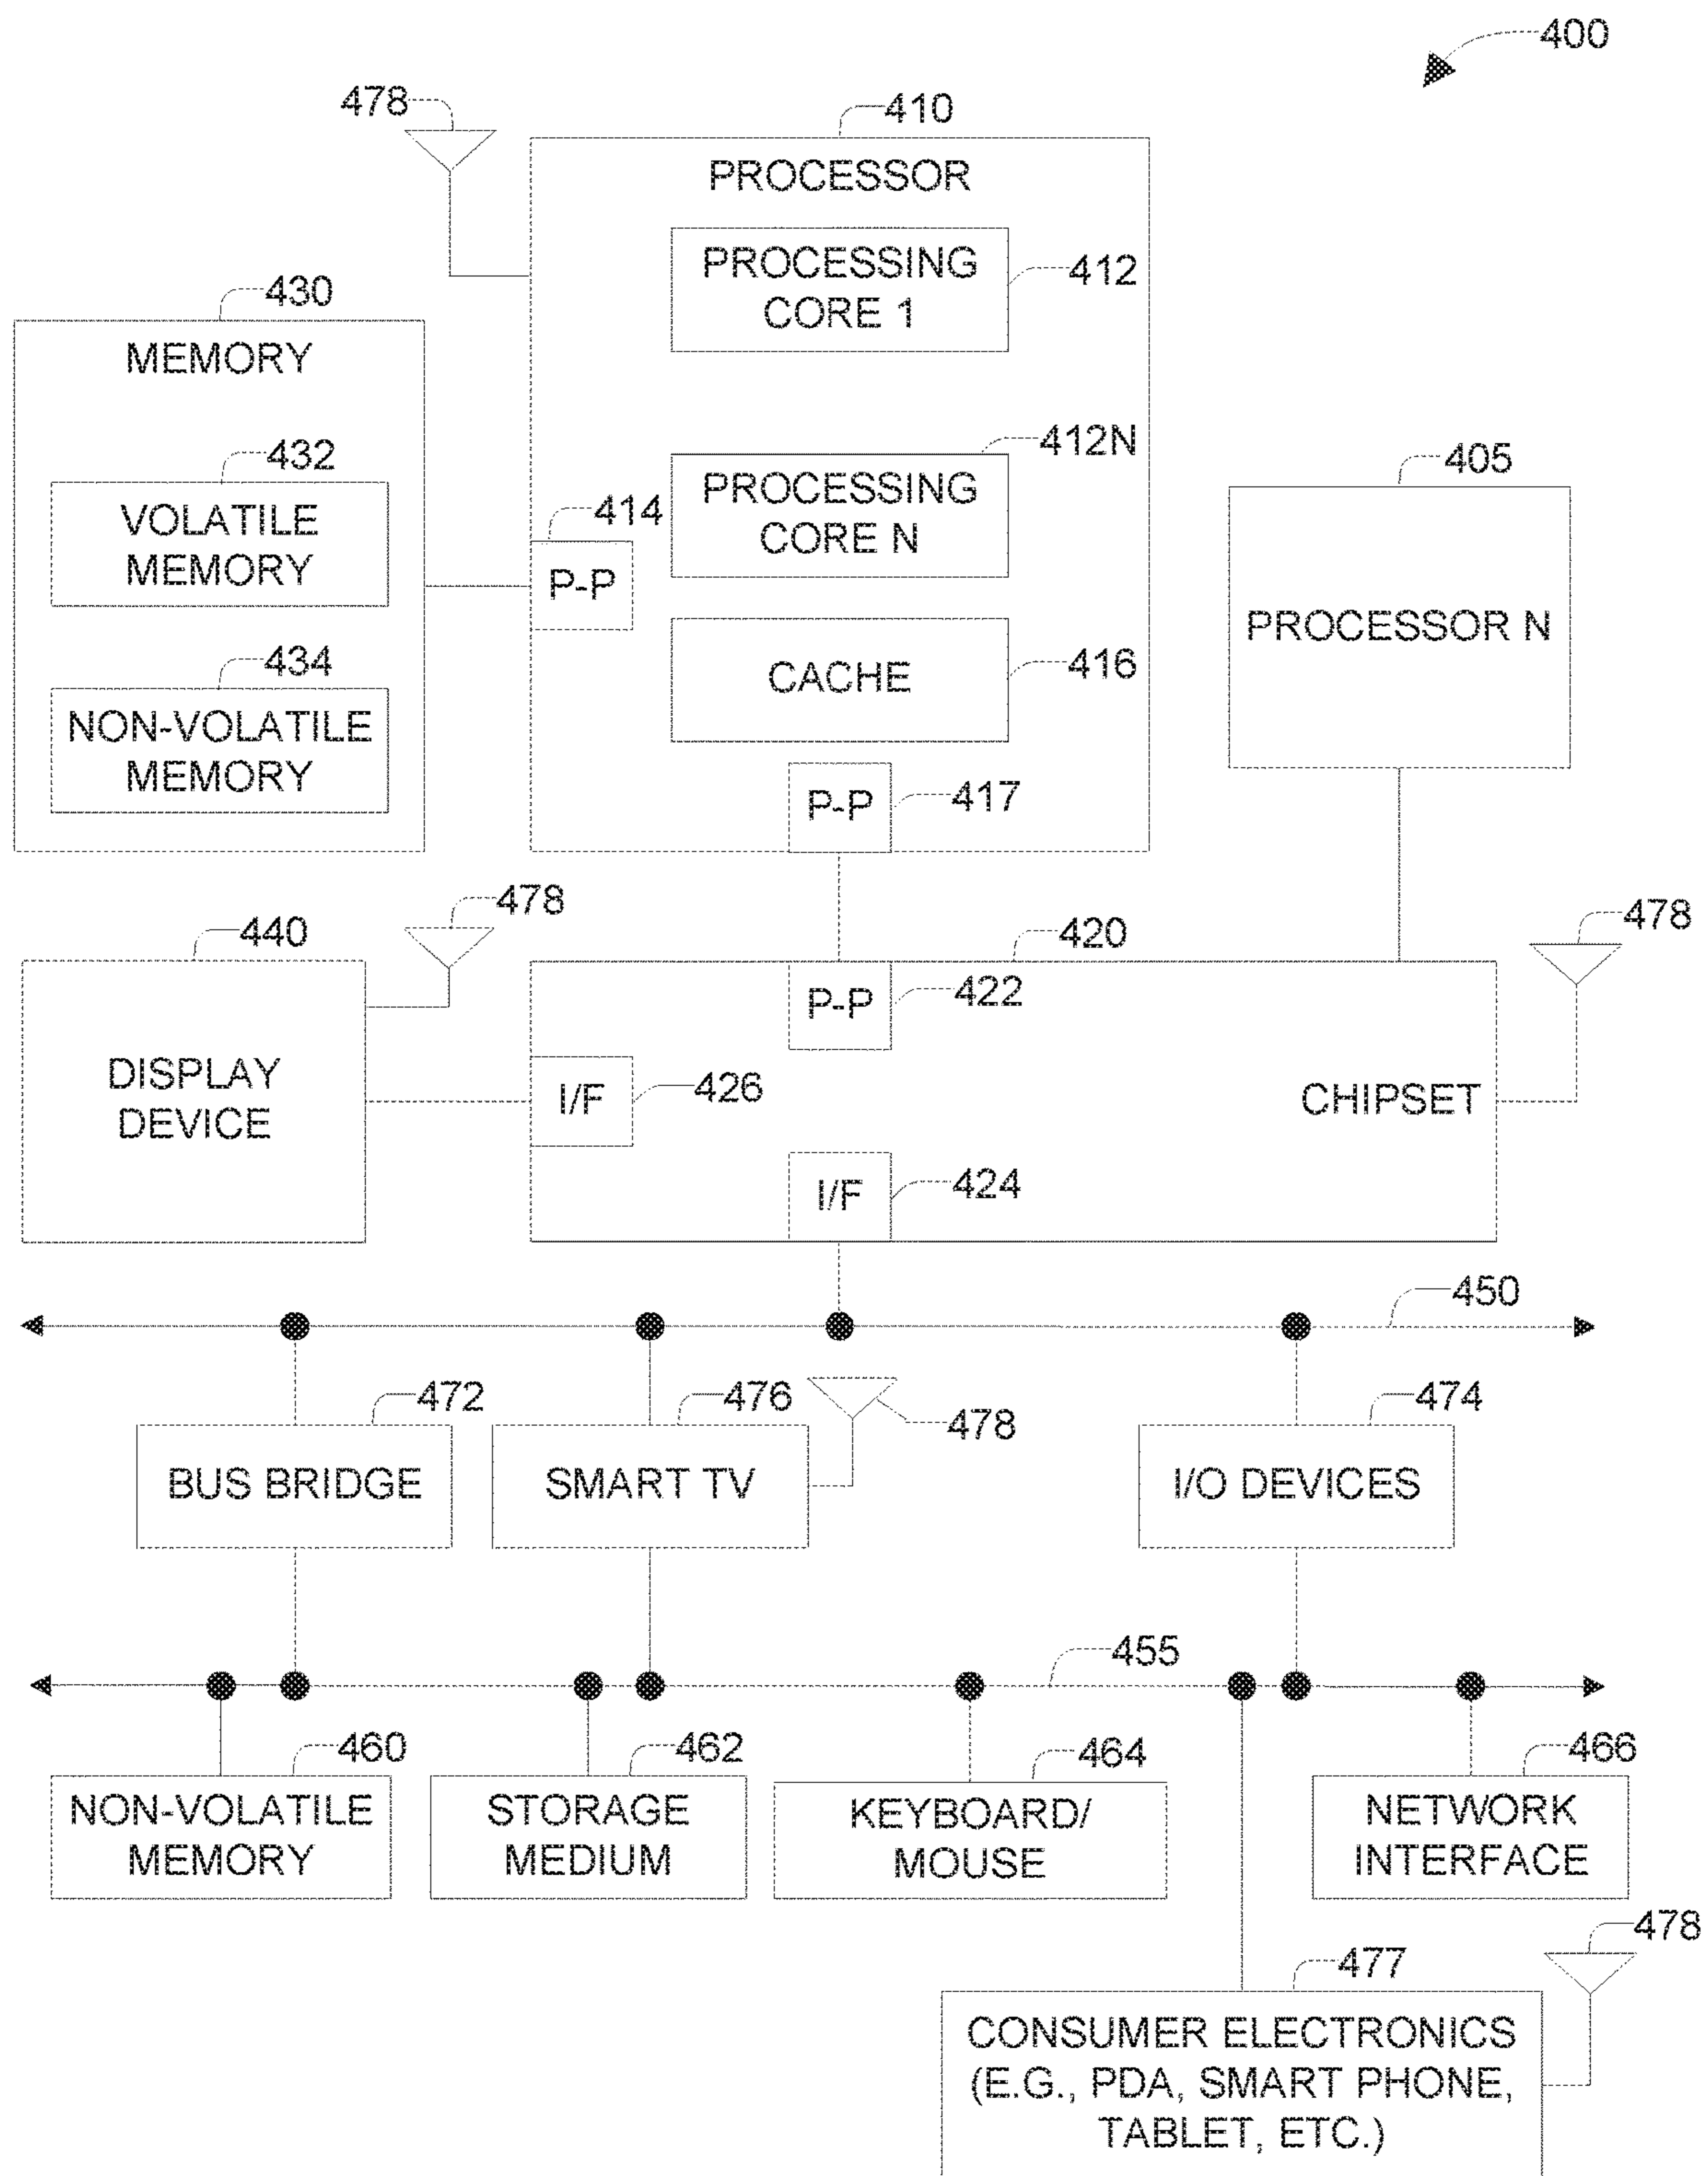 400
478
410
PROCESSOR
PROCESSING
CORE 1
412
430
MEMORY
412N
PROCESSING
CORE N
432
VOLATILE
MEMORY
414
P-P
405
PROCESSOR N
434
NON-VOLATILE
MEMORY
CACHE
416
P-P
417
440
478
420
478
P-P
422
DISPLAY
DEVICE
I/F
426
CHIPSET
I/F
424
450
472
476
478
474
BUS BRIDGE
SMART TV
I/O DEVICES
455
460
462
464
466
NON-VOLATILE
MEMORY
STORAGE
MEDIUM
KEYBOARD/
MOUSE
NETWORK
INTERFACE
477
478
CONSUMER ELECTRONICS
(E.G., PDA, SMART PHONE,
TABLET, ETC.)